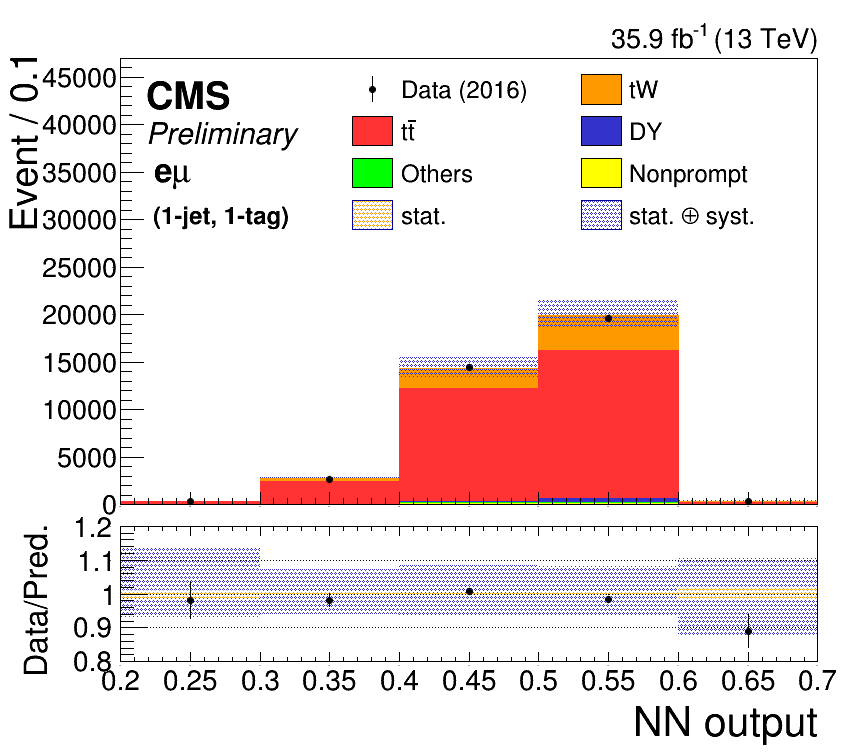 35.9 fb⁻¹ (13 TeV)
Event / 0.1
45000
40000
35000
30000
25000
20000
15000
10000
5000
0
CMS
Preliminary
eμ
(1-jet, 1-tag)
Data (2016)
tW
tt̄
DY
Others
Nonprompt
stat.
stat. ⊕ syst.
Data/Pred.
1.2
1.1
1
0.9
0.8
0.2 0.25 0.3 0.35 0.4 0.45 0.5 0.55 0.6 0.65 0.7
NN output